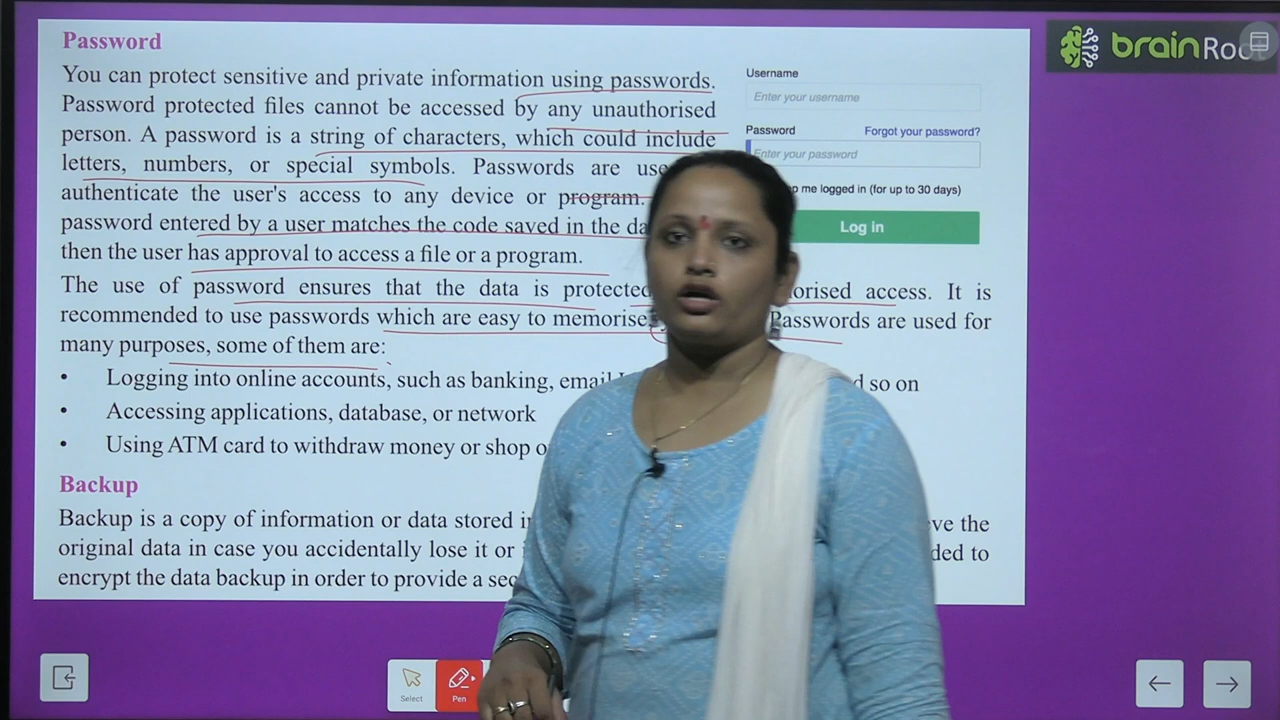 Password
You can protect sensitive and private information using passwords.
Password protected files cannot be accessed by any unauthorised
person. A password is a string of characters, which could include
letters, numbers, or special symbols. Passwords are use
authenticate the user's access to any device or program.
password entered by a user matches the code saved in the da
then the user has approval to access a file or a program.
The use of password ensures that the data is protected orised access. It is
recommended to use passwords which are easy to memorise Passwords are used for
many purposes, some of them are:
• Logging into online accounts, such as banking, email d so on
• Accessing applications, database, or network
• Using ATM card to withdraw money or shop o
Backup
Backup is a copy of information or data stored in eve the
original data in case you accidentally lose it or ded to
encrypt the data backup in order to provide a sec
Username
Enter your username
Password Forgot your password?
Enter your password
p me logged in (for up to 30 days)
Log in
brain Root
Select
Pen